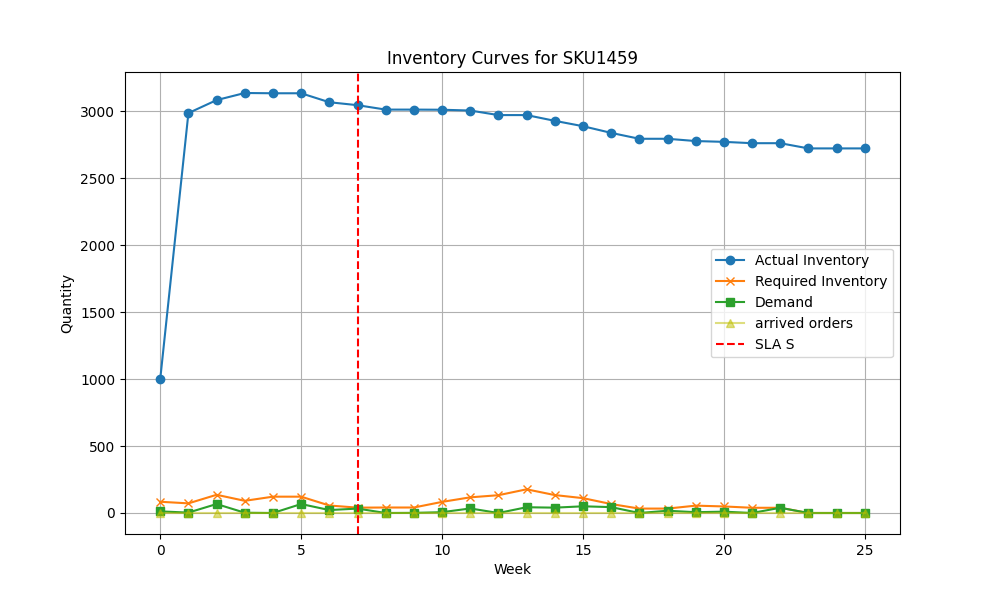 Inventory Curves for SKU1459
Quantity
3000
2500
2000
1500
1000
500
0
Actual Inventory
Required Inventory
Demand
arrived orders
SLA S
0 5 10 15 20 25
Week